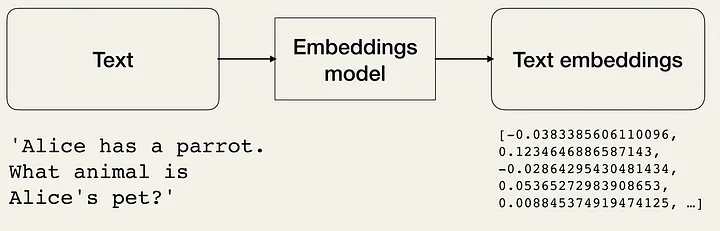 Text
Embeddings
model
Text embeddings
'Alice has a parrot.
What animal is
Alice's pet?'
[-0.0383385606110096,
0.1234646886587143,
-0.02864295430481434,
0.05365272983908653,
0.008845374919474125, …]